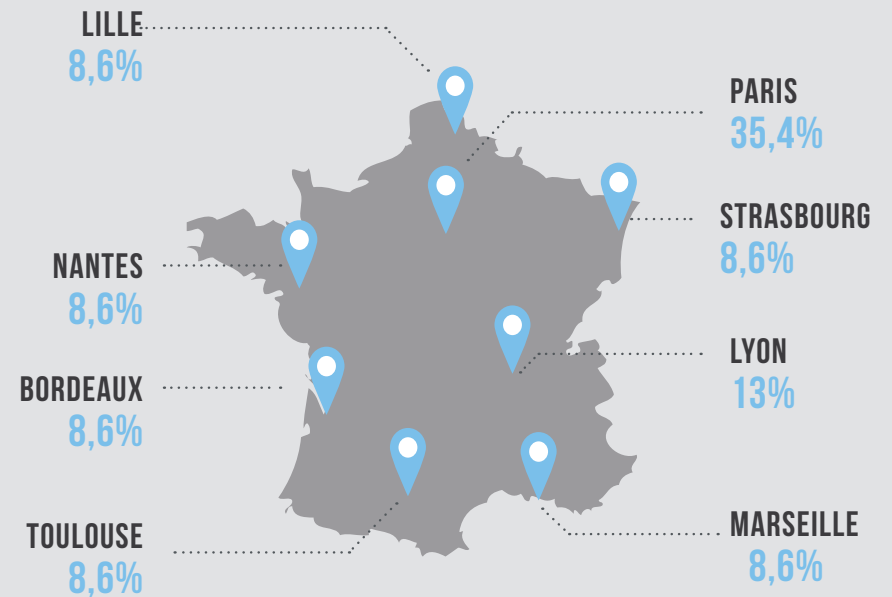 LILLE
8,6%
PARIS
35,4%
STRASBOURG
8,6%
NANTES
8,6%
LYON
13%
BORDEAUX
8,6%
MARSEILLE
8,6%
TOULOUSE
8,6%